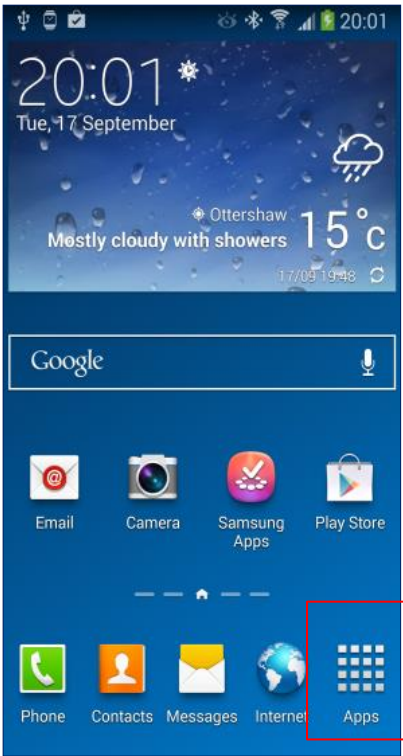 20:01
20:01
Tue, 17 September
Ottershaw
Mostly cloudy with showers 15°c
17/09 19:48
Google
Email Camera Samsung Apps Play Store
Phone Contacts Messages Internet Apps